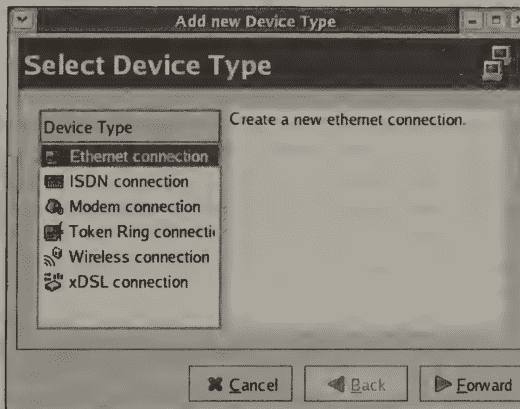 Add new Device Type
Select Device Type
Device Type
Create a new ethernet connection.
Ethernet connection
ISDN connection
Modem connection
Token Ring connecti
Wireless connection
xDSL connection
Cancel
Back
Forward